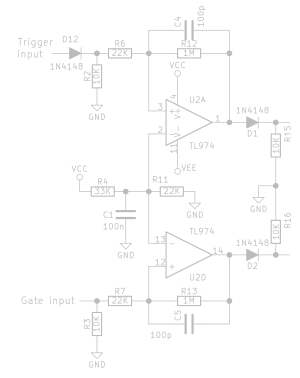 C4
100p
Trigger
input
D12
1N4148
R6
22K
R12
1M
R2
10K
GND
VCC
4
3
+
V+
U2A
1
1N4148
D1
2
-
V-
11
TL974
VEE
R15
10K
VCC
R4
33K
R11
22K
GND
C1
100n
GND
GND
R16
10K
TL974
13
-
12
+
14
1N4148
D2
U2D
Gate input
R7
22K
R13
1M
R3
10K
C5
100p
GND